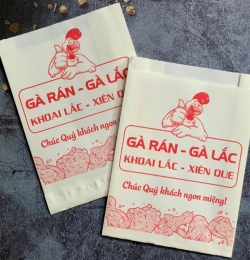 GÀ RÁN - GÀ LẮC
KHOAI LẮC - XIÊN QUE
Chúc Quý khách ngon
GÀ RÁN - GÀ LẮC
KHOAI LẮC - XIÊN QUE
Chúc Quý khách ngon miệng!